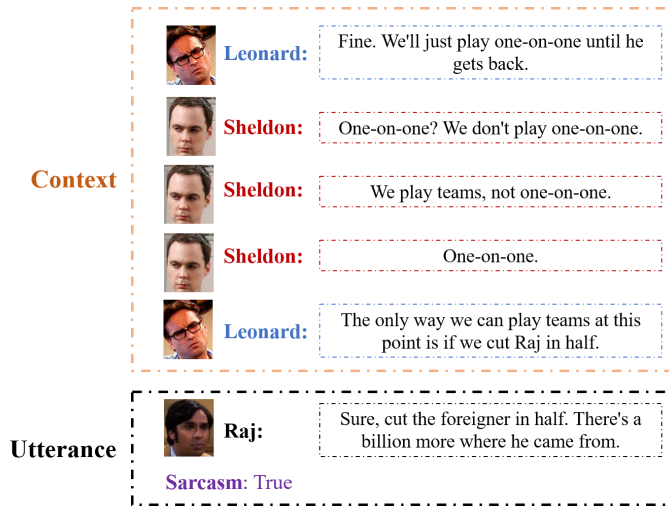 Context
Leonard:
Fine. We'll just play one-on-one until he
gets back.
Sheldon:
One-on-one? We don't play one-on-one.
Sheldon:
We play teams, not one-on-one.
Sheldon:
One-on-one.
Leonard:
The only way we can play teams at this
point is if we cut Raj in half.
Utterance
Raj:
Sure, cut the foreigner in half. There's a
billion more where he came from.
Sarcasm: True